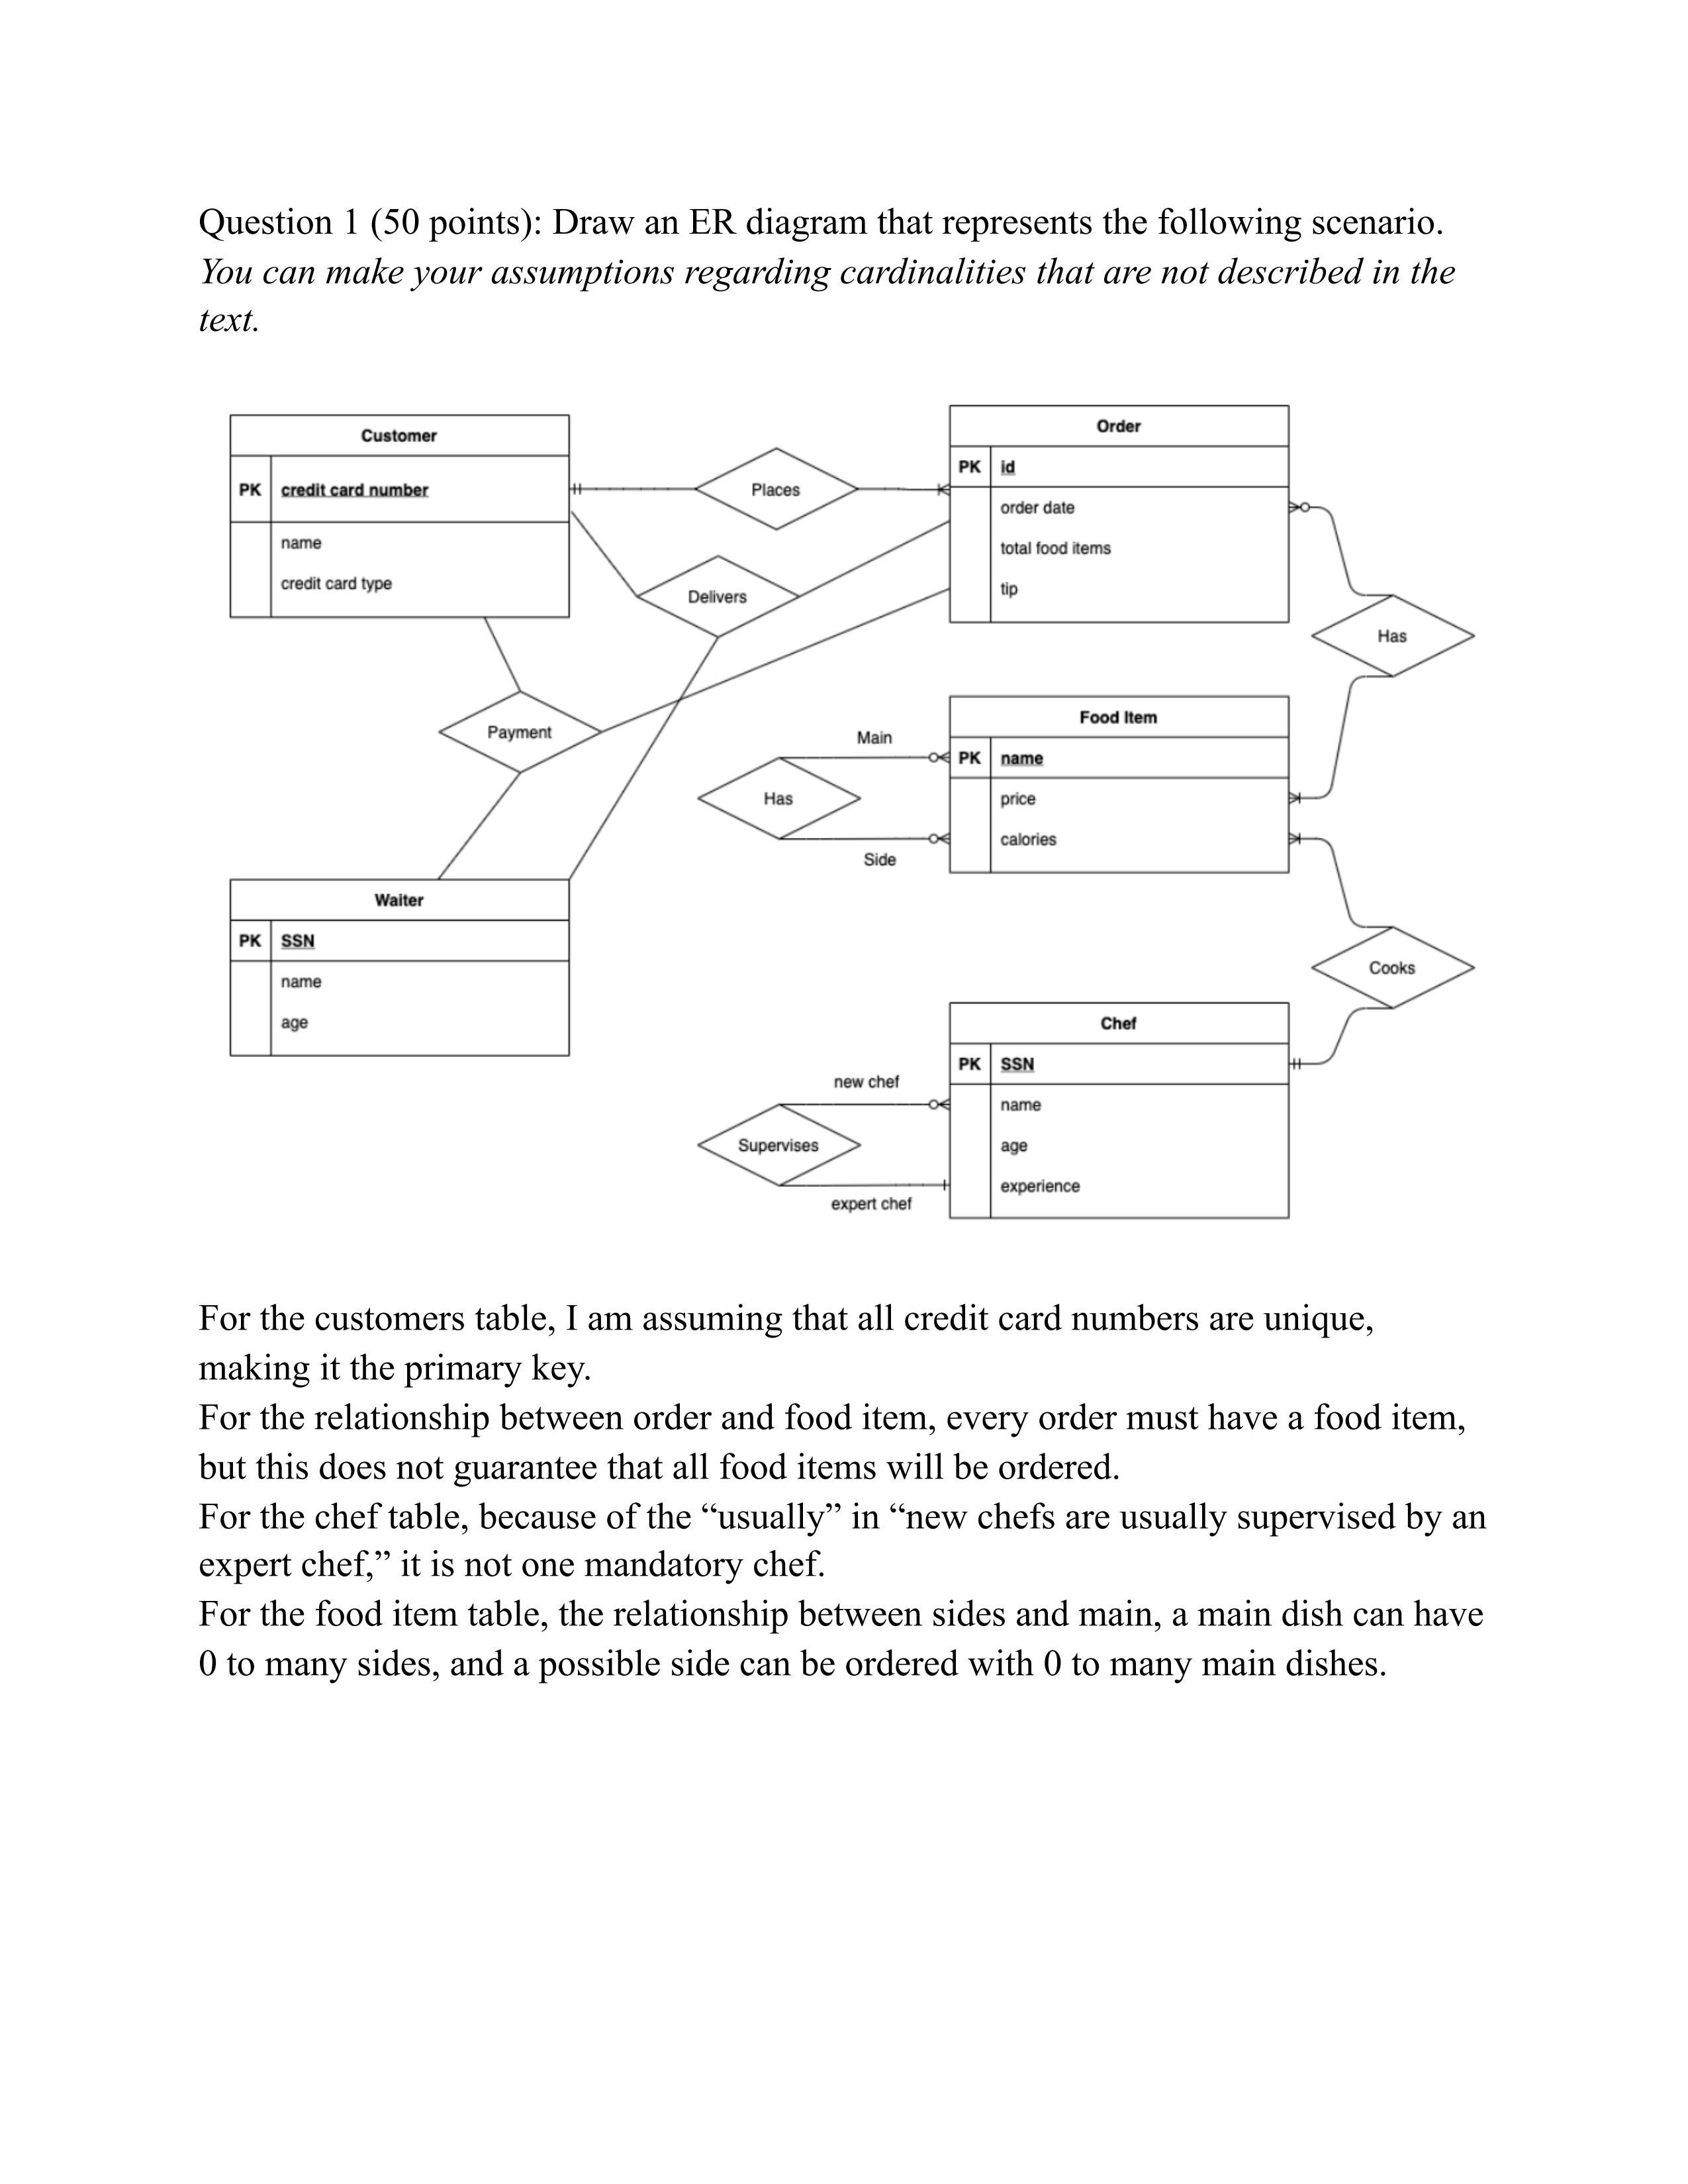 Question 1 (50 points): Draw an ER diagram that represents the following scenario.
You can make your assumptions regarding cardinalities that are not described in the
text.
Customer
PK credit card number
name
credit card type
Places
Order
PK id
order date
total food items
tip
Delivers
Has
Payment
Food Item
PK name
price
calories
Main
Has
Side
Waiter
PK SSN
name
age
Cooks
Chef
PK SSN
name
age
experience
new chef
Supervises
expert chef
For the customers table, I am assuming that all credit card numbers are unique,
making it the primary key.
For the relationship between order and food item, every order must have a food item,
but this does not guarantee that all food items will be ordered.
For the chef table, because of the “usually” in “new chefs are usually supervised by an
expert chef,” it is not one mandatory chef.
For the food item table, the relationship between sides and main, a main dish can have
0 to many sides, and a possible side can be ordered with 0 to many main dishes.